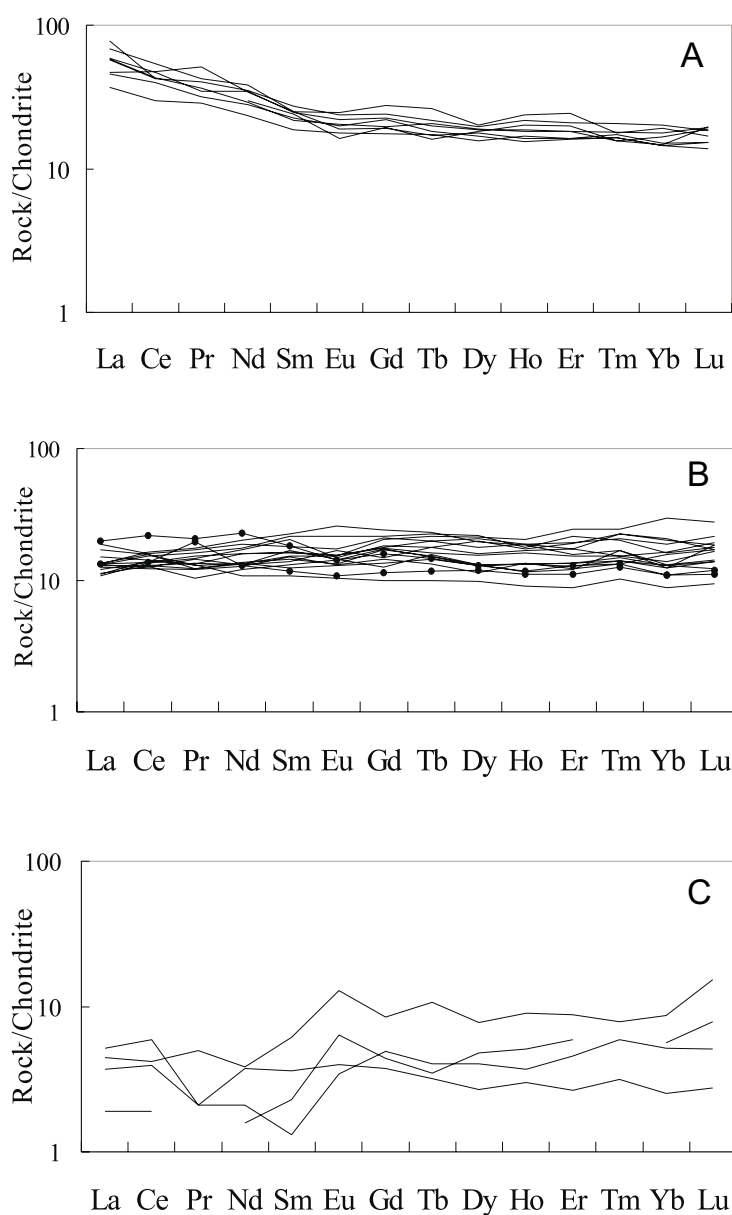 100
A
Rock/Chondrite
10
1
La Ce Pr Nd Sm Eu Gd Tb Dy Ho Er Tm Yb Lu
100
B
Rock/Chondrite
10
1
La Ce Pr Nd Sm Eu Gd Tb Dy Ho Er Tm Yb Lu
100
C
Rock/Chondrite
10
1
La Ce Pr Nd Sm Eu Gd Tb Dy Ho Er Tm Yb Lu